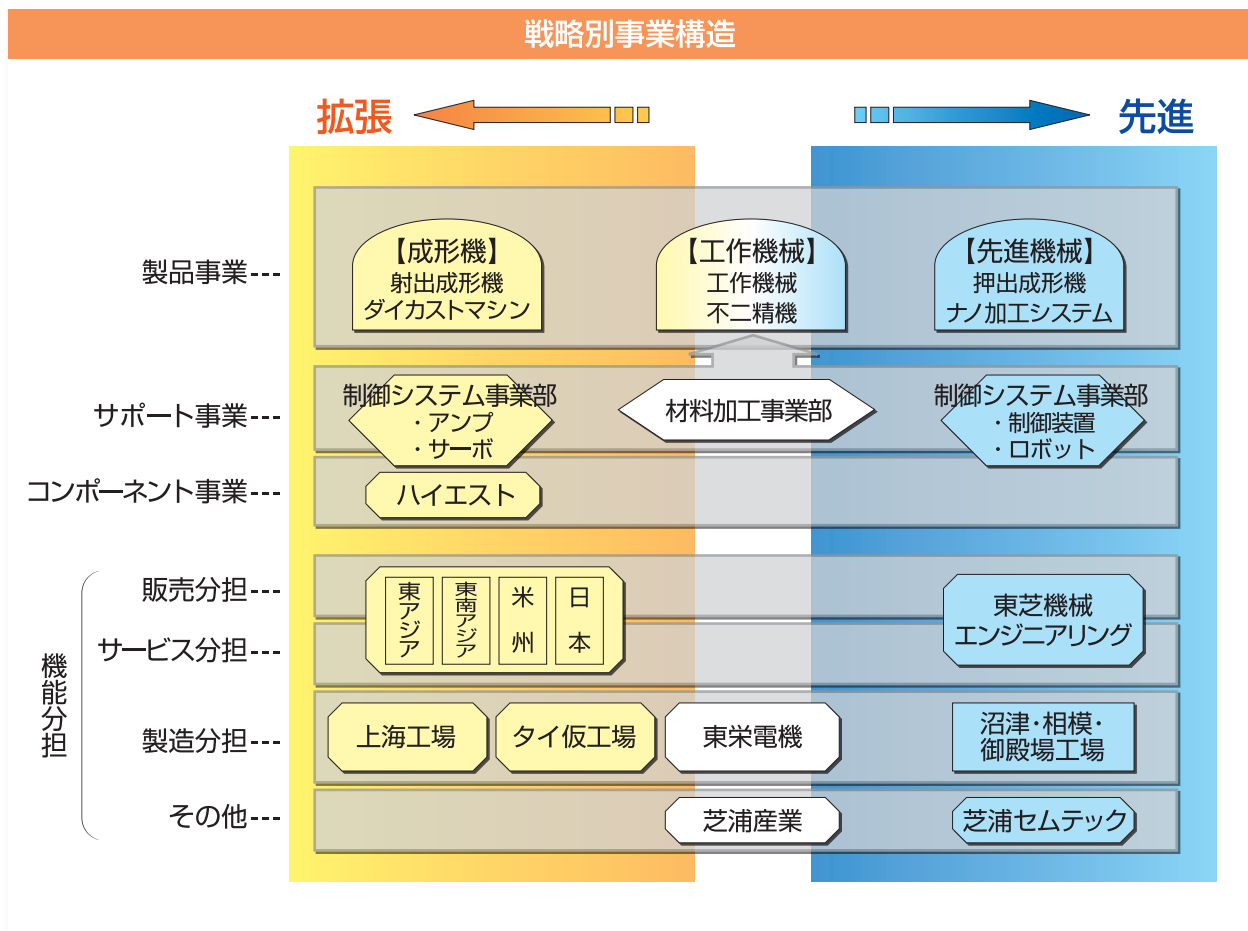 戦略別事業構造
拡張
先進
製品事業
【成形機】
射出成形機
ダイカストマシン
【工作機械】
工作機械
不二精機
【先進機械】
押出成形機
ナノ加工システム
サポート事業
制御システム事業部
・アンプ
・サーボ
材料加工事業部
制御システム事業部
・制御装置
・ロボット
コンポーネント事業
ハイエスト
機能分担
販売分担
サービス分担
東アジア
東南アジア
米州
日本
東芝機械
エンジニアリング
製造分担
上海工場
タイ仮工場
東栄電機
沼津・相模・
御殿場工場
その他
芝浦産業
芝浦セムテック